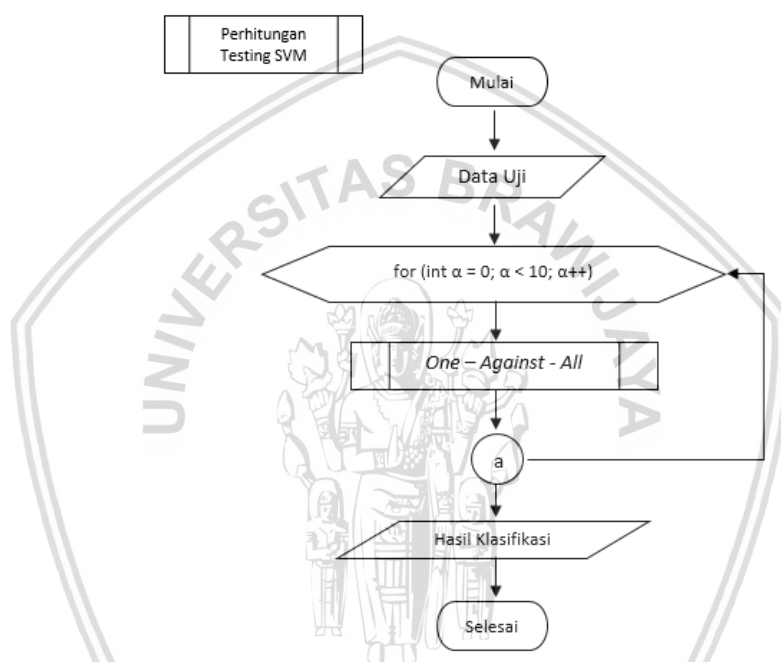 Perhitungan
Testing SVM
Mulai
UNIVERSITAS BRAWIJAYA
Data Uji
for (int α = 0; α < 10; α++)
One – Against - All
a
Hasil Klasifikasi
Selesai